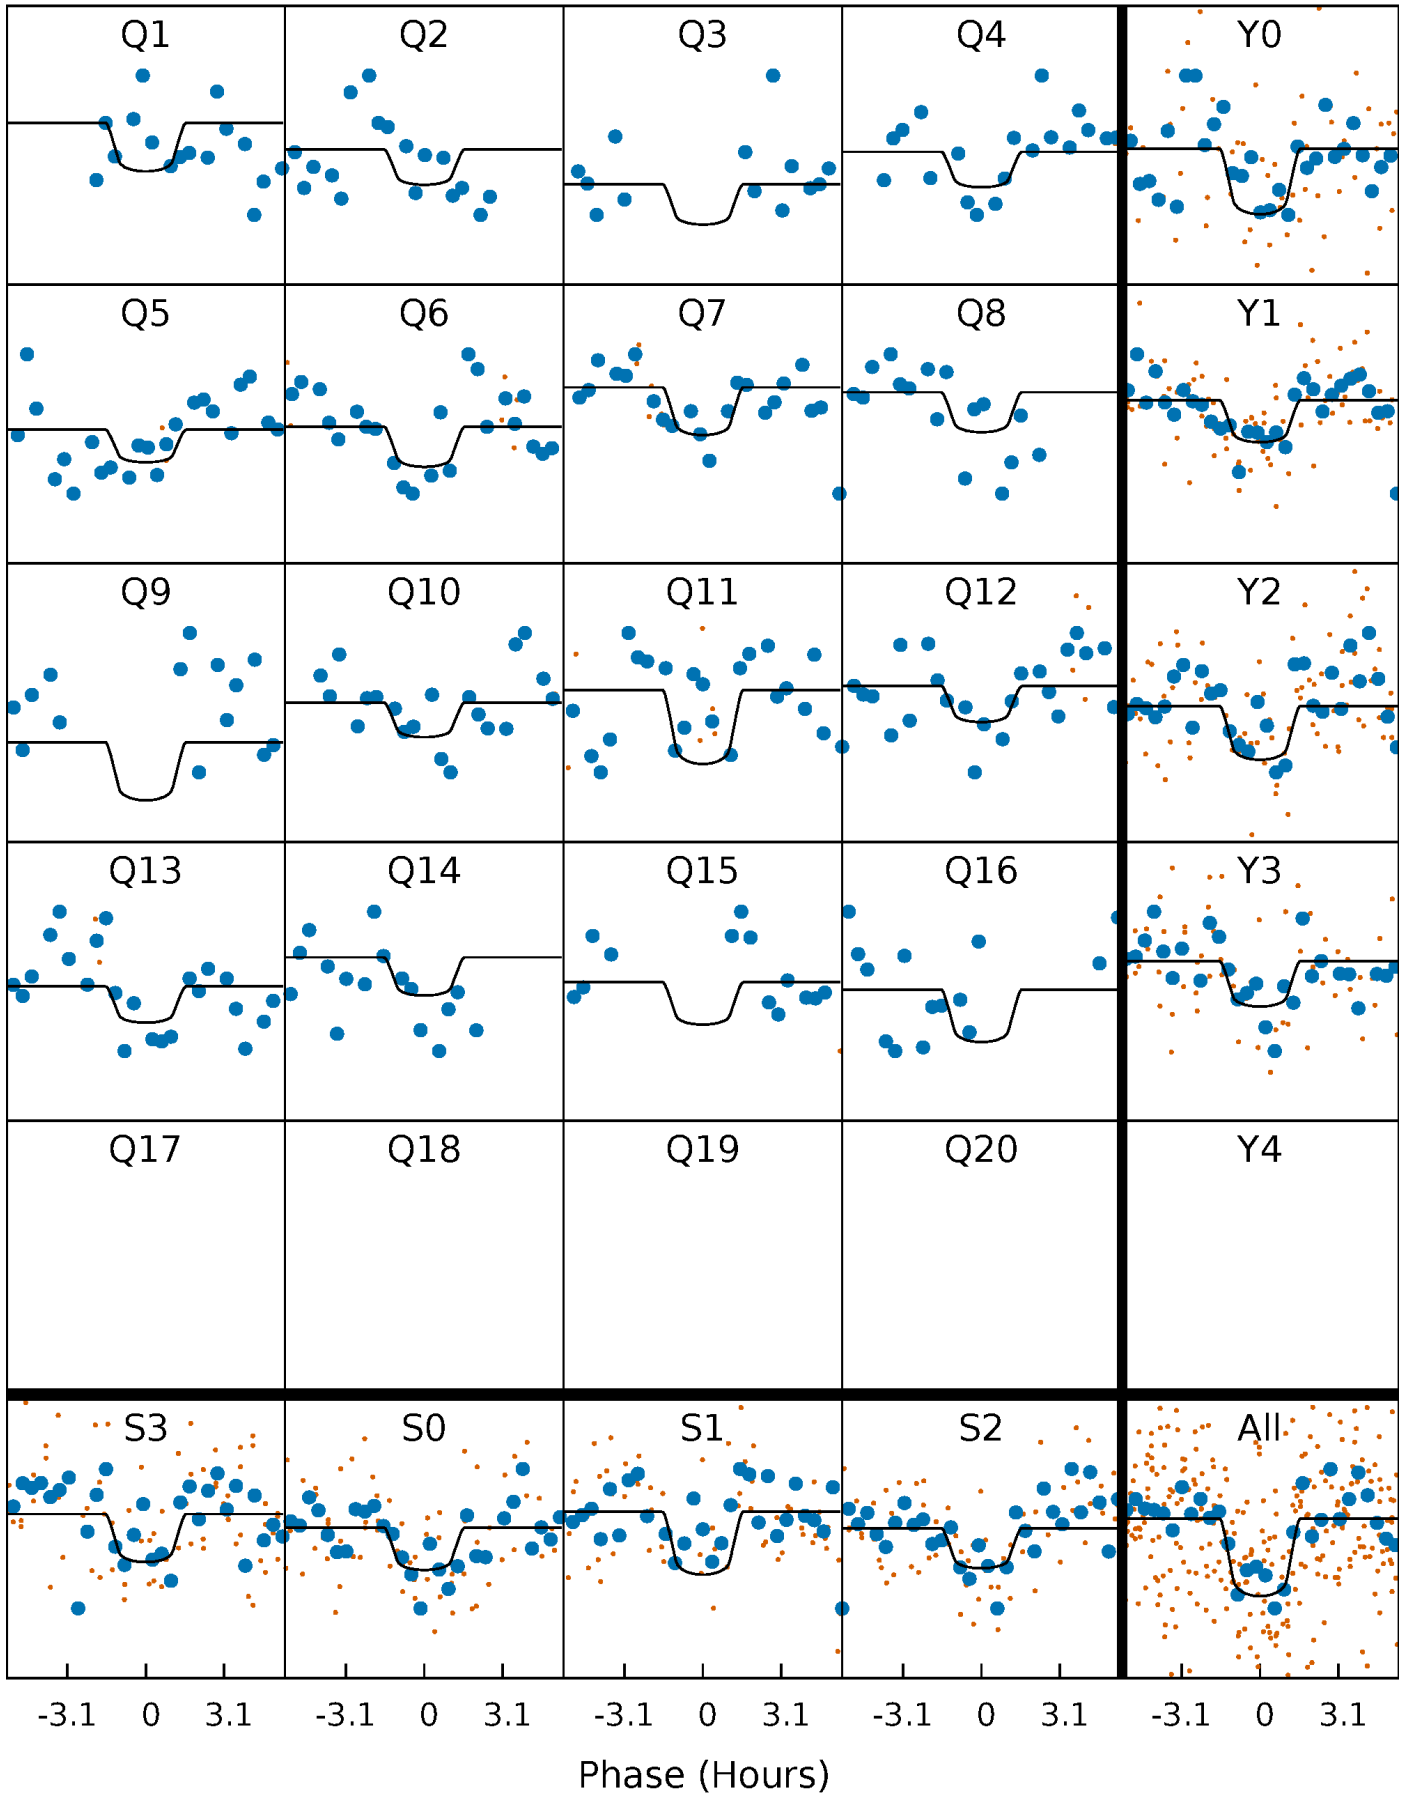 Q1 Q2 Q3 Q4 Y0
Q5 Q6 Q7 Q8 Y1
Q9 Q10 Q11 Q12 Y2
Q13 Q14 Q15 Q16 Y3
Q17 Q18 Q19 Q20 Y4
S3 S0 S1 S2 All
-3.1 0 3.1 -3.1 0 3.1 -3.1 0 3.1 -3.1 0 3.1 -3.1 0 3.1
Phase (Hours)